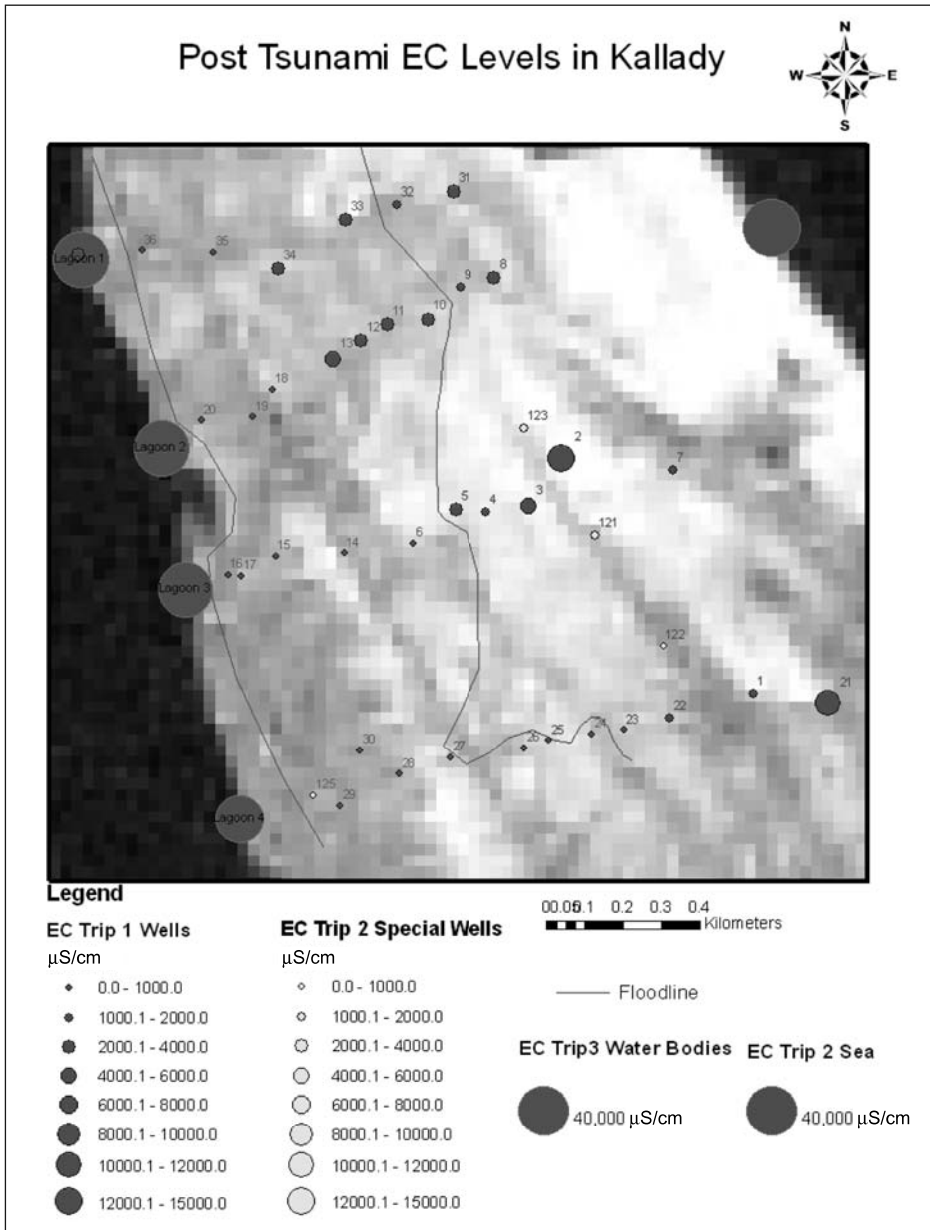 Post Tsunami EC Levels in Kallady
N
W E
S
31
32
33
36
35
Lagoon 1
34
8
9
10
11
12
13
18
19
20
123
Lagoon 2
2
7
3
5
4
121
6
14
15
16 17
Lagoon 3
122
1
21
22
23
24
25
26
30
27
28
125
29
Lagoon 4
Legend
EC Trip 1 Wells
µS/cm
0.0 - 1000.0
1000.1 - 2000.0
2000.1 - 4000.0
4000.1 - 6000.0
6000.1 - 8000.0
8000.1 - 10000.0
10000.1 - 12000.0
12000.1 - 15000.0
EC Trip 2 Special Wells
µS/cm
0.0 - 1000.0
1000.1 - 2000.0
2000.1 - 4000.0
4000.1 - 6000.0
6000.1 - 8000.0
8000.1 - 10000.0
10000.1 - 12000.0
12000.1 - 15000.0
0.2 0.3 0.4
Kilometers
Floodline
EC Trip3 Water Bodies
40,000 µS/cm
EC Trip 2 Sea
40,000 µS/cm